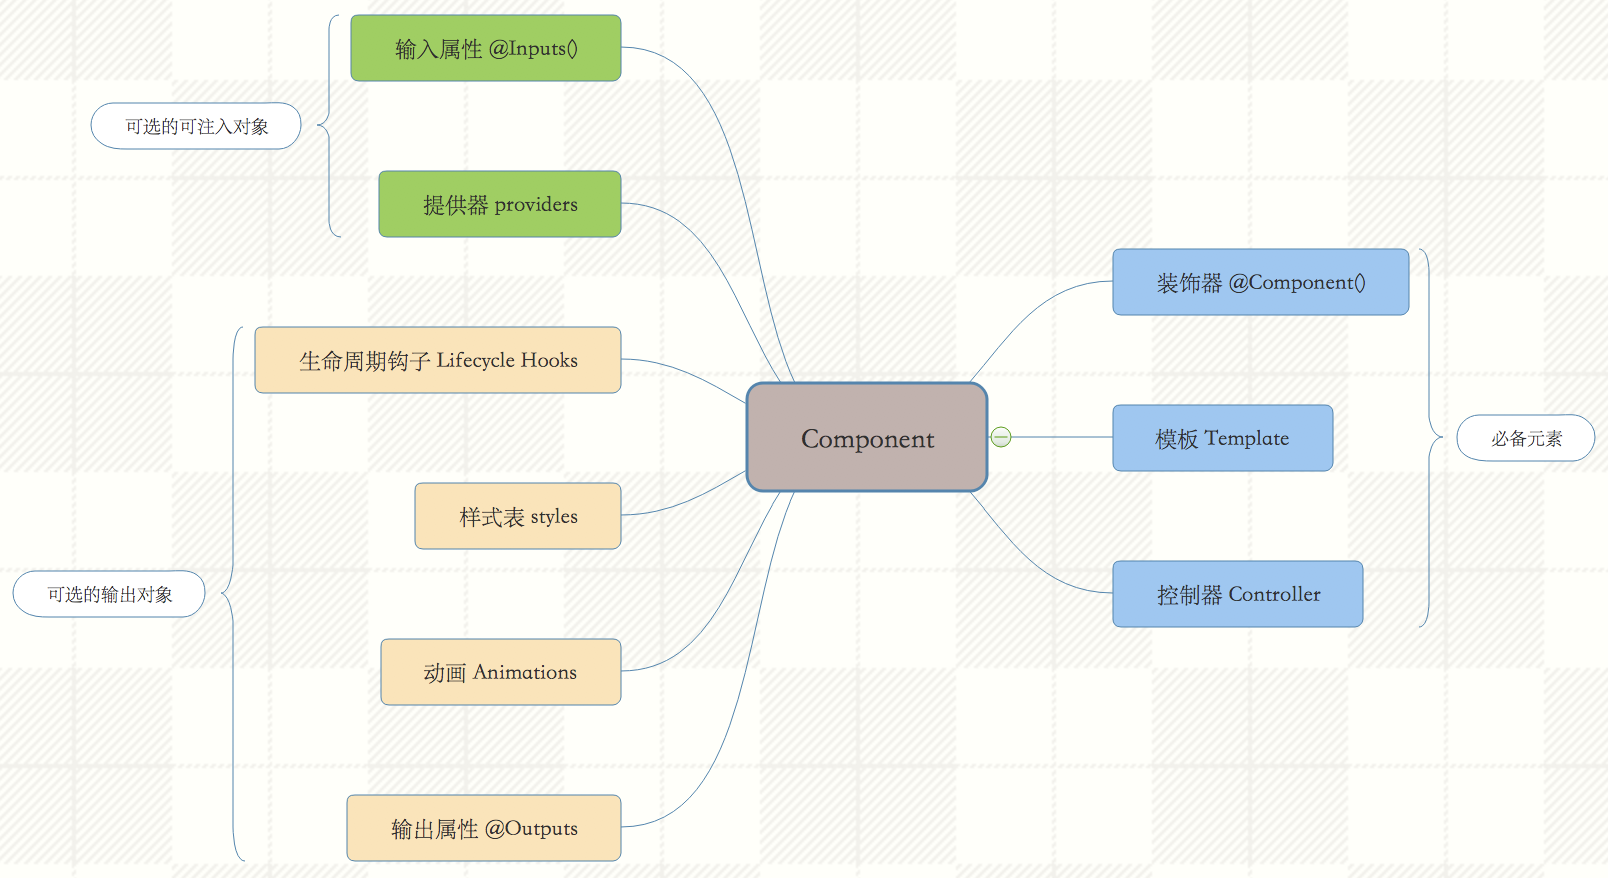 输入属性 @Inputs()
可选的可注入对象
提供器 providers
生命周期钩子 Lifecycle Hooks
样式表 styles
可选的输出对象
动画 Animations
输出属性 @Outputs
Component
装饰器 @Component()
模板 Template
必备元素
控制器 Controller